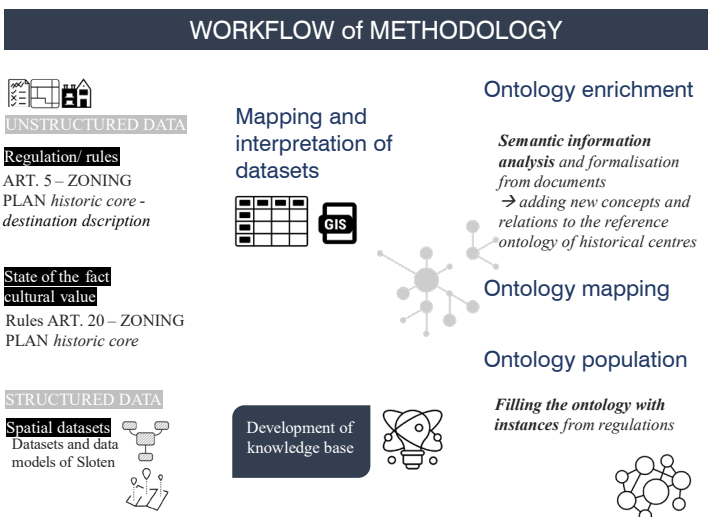 WORKFLOW of METHODOLOGY
UNSTRUCTURED DATA
Regulation/ rules
ART. 5 – ZONING
PLAN historic core -
destination dscription
State of the fact
cultural value
Rules ART. 20 – ZONING
PLAN historic core
STRUCTURED DATA
Spatial datasets
Datasets and data
models of Sloten
Mapping and
interpretation of
datasets
GIS
Development of
knowledge base
Ontology enrichment
Semantic information
analysis and formalisation
from documents
→ adding new concepts and
relations to the reference
ontology of historical centres
Ontology mapping
Ontology population
Filling the ontology with
instances from regulations